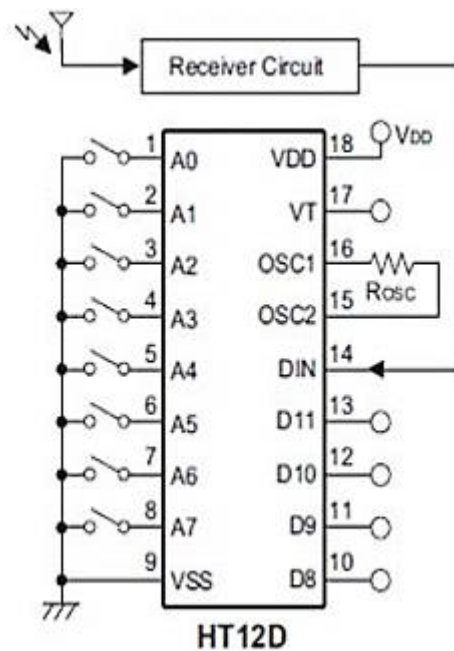 Receiver Circuit
1 A0 VDD 18 VDD
2 A1 VT 17
3 A2 OSC1 16
ROSC
4 A3 OSC2 15
5 A4 DIN 14
6 A5 D11 13
7 A6 D10 12
8 A7 D9 11
9 VSS D8 10
HT12D